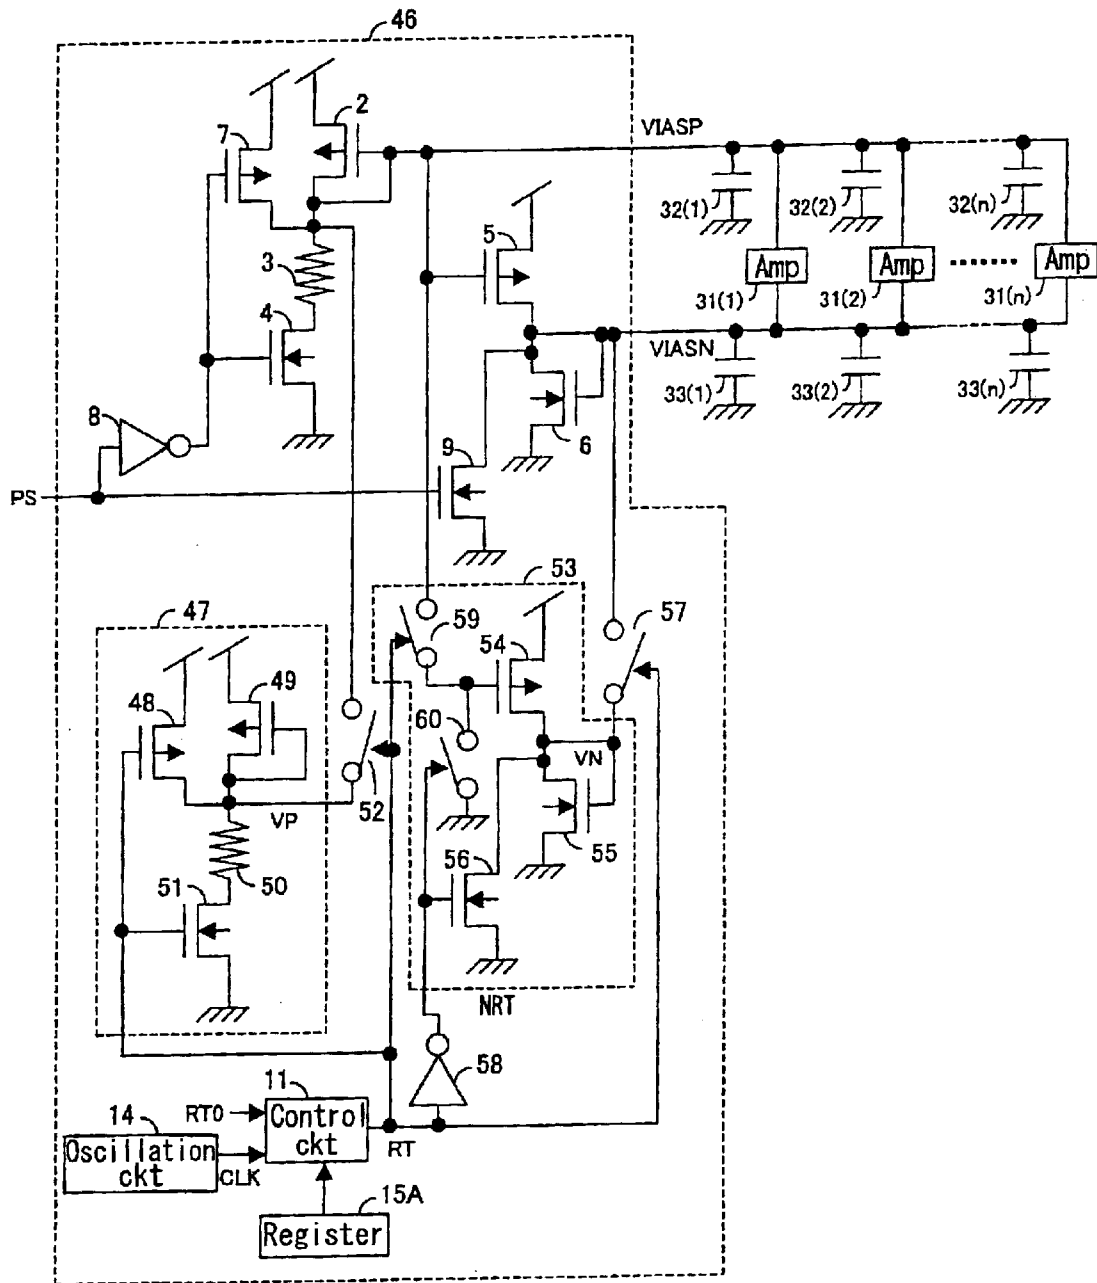 46
2
7
VIASP
32(1)
32(2)
32(n)
5
3
Amp
Amp
Amp
31(1)
31(2)
31(n)
4
VIASN
33(1)
33(2)
33(n)
8
6
9
PS
53
47
57
59
54
48
49
60
52
VN
VP
55
56
51
50
NRT
58
11
14
RT0
Control
ckt
RT
Oscillation
ckt
CLK
15A
Register